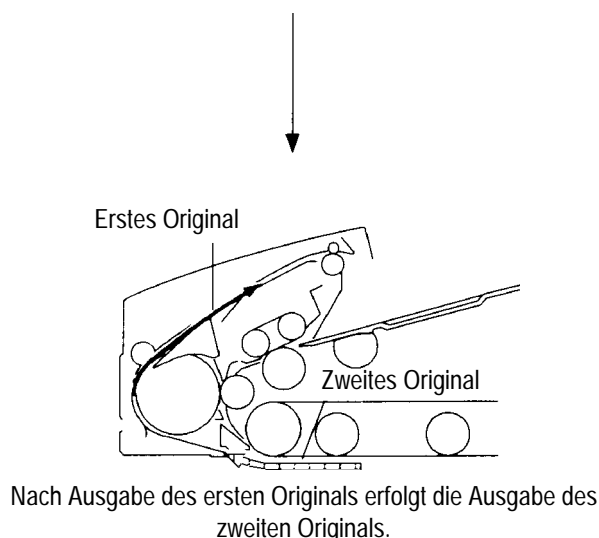 Erstes Original
Zweites Original
Nach Ausgabe des ersten Originals erfolgt die Ausgabe des
zweiten Originals.